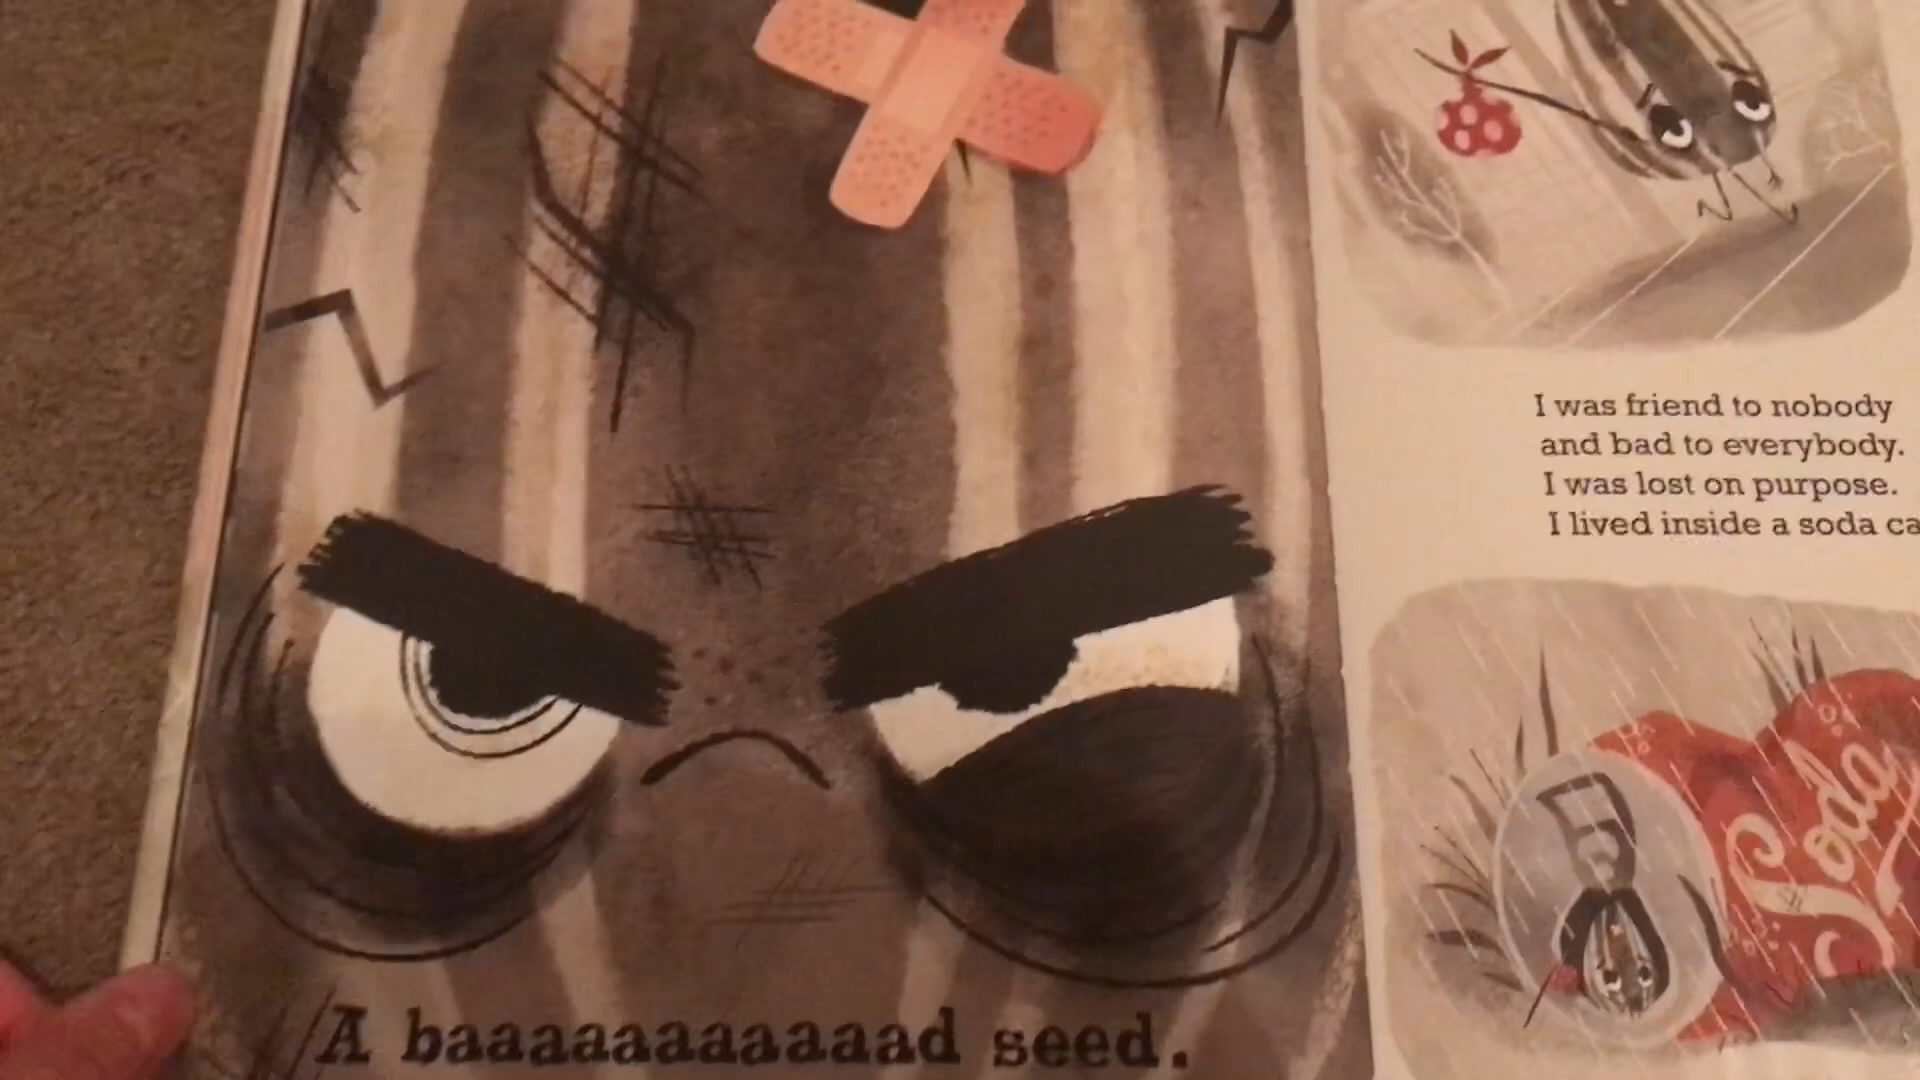 A baaaaaaaaaaaad seed.
I was friend to nobody
and bad to everybody.
I was lost on purpose.
I lived inside a soda
Soda